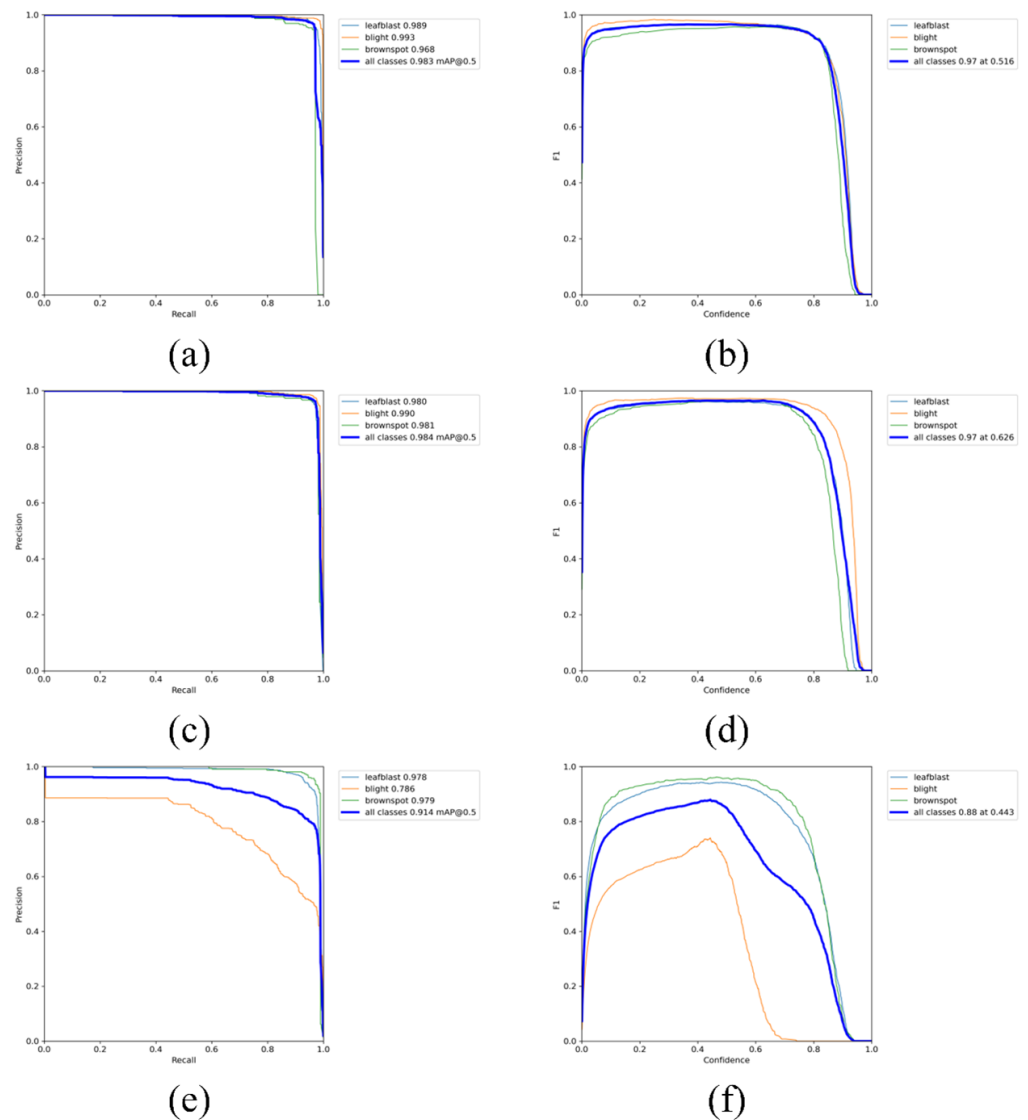 1.0
0.8
0.6
0.4
0.2
0.0
Precision
0.0 0.2 0.4 0.6 0.8 1.0
Recall
leafblast 0.989
blight 0.993
brownspot 0.968
all classes 0.983 mAP@0.5
(a)
1.0
0.8
0.6
0.4
0.2
0.0
F1
0.0 0.2 0.4 0.6 0.8 1.0
Confidence
leafblast
blight
brownspot
all classes 0.97 at 0.516
(b)
1.0
0.8
0.6
0.4
0.2
0.0
Precision
0.0 0.2 0.4 0.6 0.8 1.0
Recall
leafblast 0.980
blight 0.990
brownspot 0.981
all classes 0.984 mAP@0.5
(c)
1.0
0.8
0.6
0.4
0.2
0.0
F1
0.0 0.2 0.4 0.6 0.8 1.0
Confidence
leafblast
blight
brownspot
all classes 0.97 at 0.626
(d)
1.0
0.8
0.6
0.4
0.2
0.0
Precision
0.0 0.2 0.4 0.6 0.8 1.0
Recall
leafblast 0.978
blight 0.786
brownspot 0.979
all classes 0.914 mAP@0.5
(e)
1.0
0.8
0.6
0.4
0.2
0.0
F1
0.0 0.2 0.4 0.6 0.8 1.0
Confidence
leafblast
blight
brownspot
all classes 0.88 at 0.443
(f)